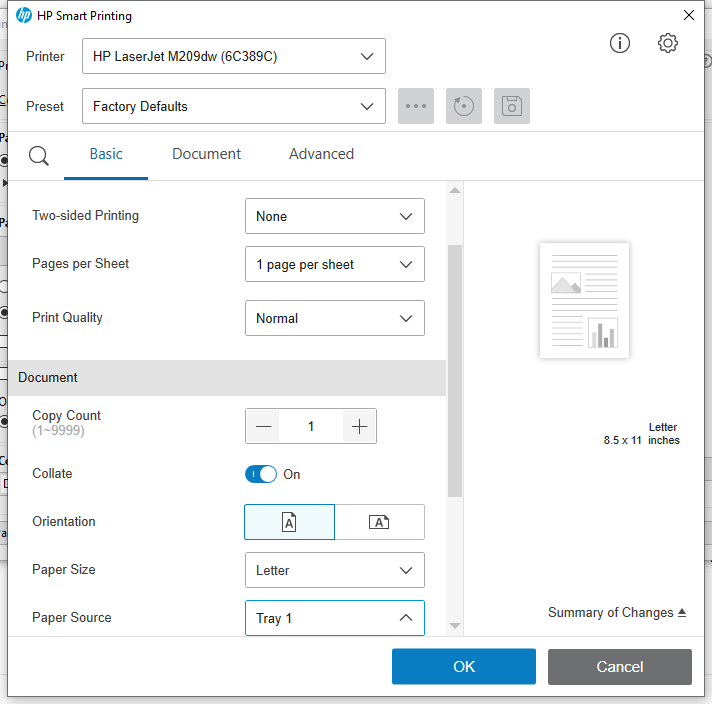 HP Smart Printing
Printer
HP LaserJet M209dw (6C389C)
Preset
Factory Defaults
Basic
Document
Advanced
Two-sided Printing
None
Pages per Sheet
1 page per sheet
Print Quality
Normal
Document
Copy Count
(1~9999)
1
Collate
On
Orientation
A
A
Paper Size
Letter
Paper Source
Tray 1
Letter
8.5 x 11 inches
Summary of Changes
OK
Cancel